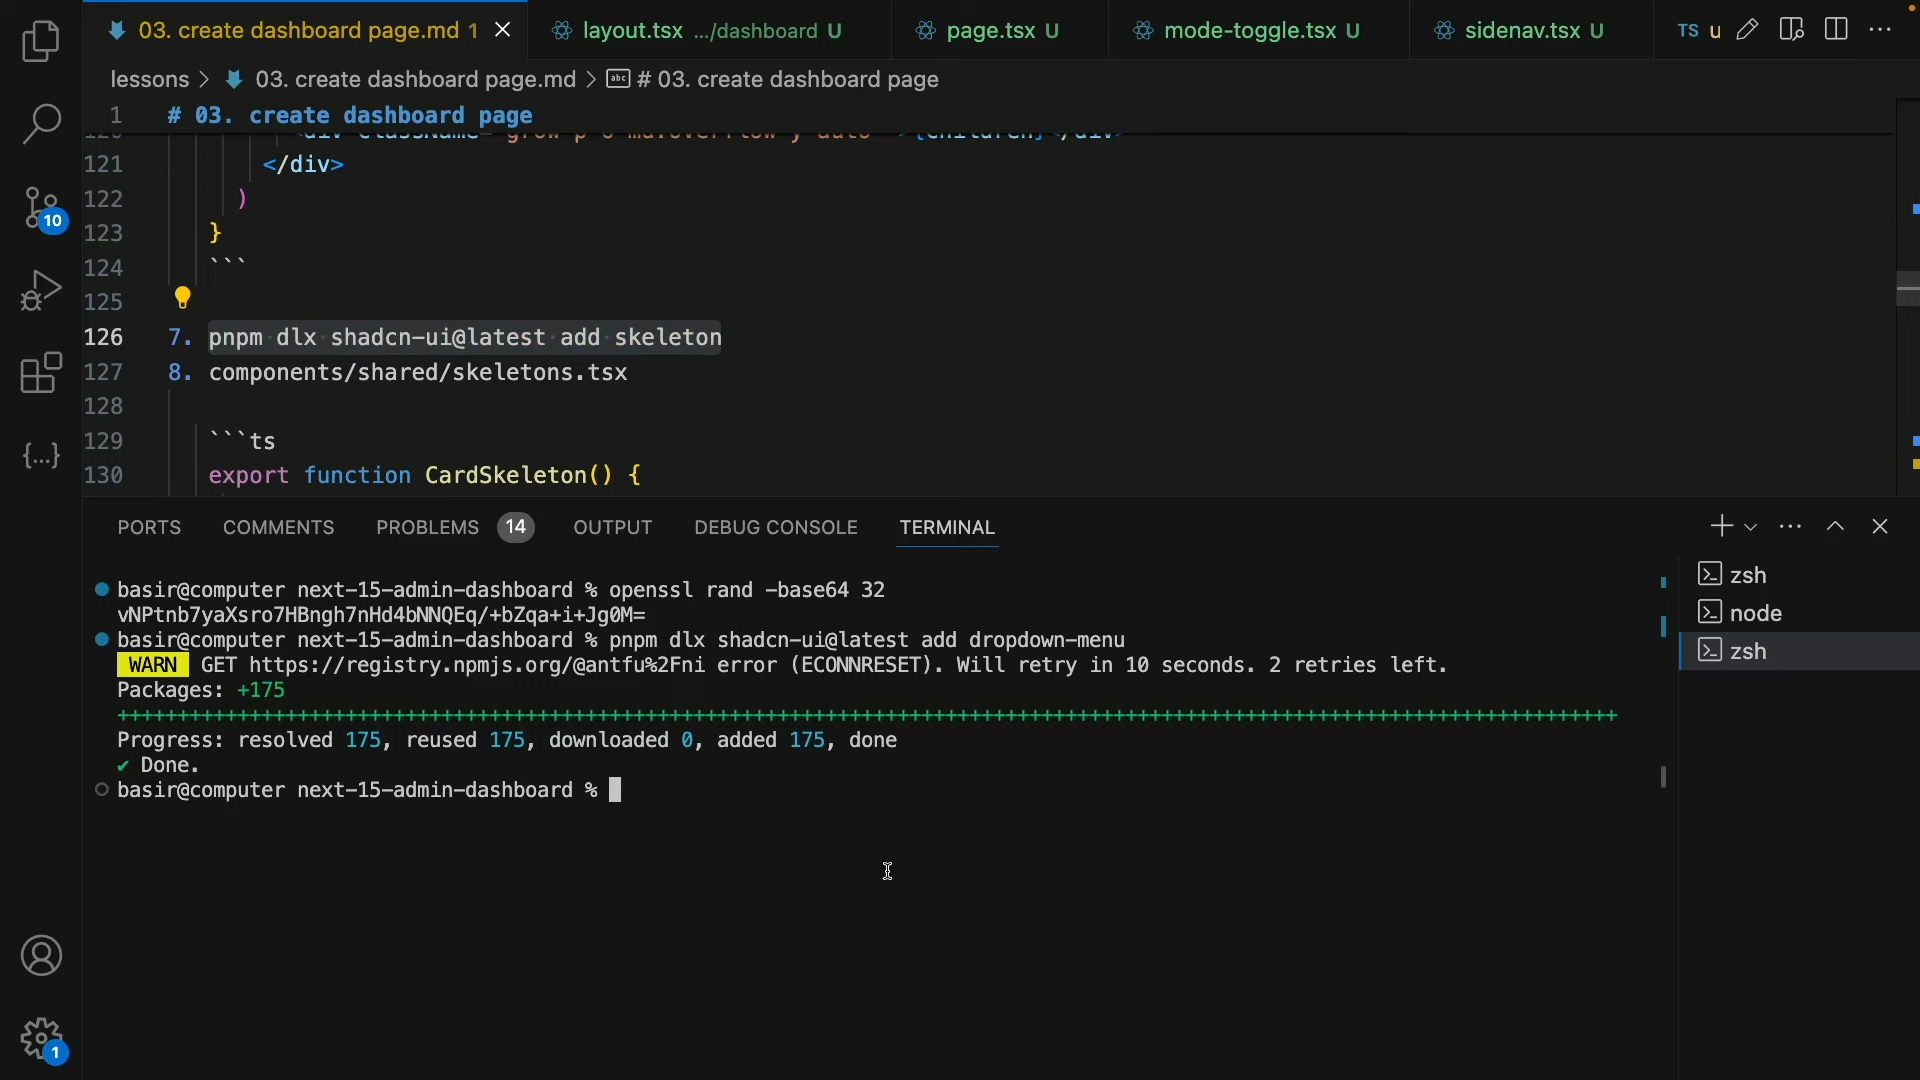 03. create dashboard page.md 1
layout.tsx .../dashboard U
page.tsx U
mode-toggle.tsx U
sidenav.tsx U
TS u
lessons > 03. create dashboard page.md > # 03. create dashboard page
1 # 03. create dashboard page
121 </div>
122 )
123 }
124 ```
125
126 7. pnpm dlx shadcn-ui@latest add skeleton
127 8. components/shared/skeletons.tsx
128
129 ```ts
130 export function CardSkeleton() {
10
PORTS COMMENTS PROBLEMS 14 OUTPUT DEBUG CONSOLE TERMINAL
basir@computer next-15-admin-dashboard % openssl rand -base64 32
vNPtnb7yaXsro7HBngh7nHd4bNNQEq/+bZqa+i+Jg0M=
basir@computer next-15-admin-dashboard % pnpm dlx shadcn-ui@latest add dropdown-menu
WARN GET https://registry.npmjs.org/@antfu%2Fni error (ECONNRESET). Will retry in 10 seconds. 2 retries left.
Packages: +175
+++++++++++++++++++++++++++++++++++++++++++++++++++++++++++++++++++++++++++++++++++++++++++++++++++++++++++++++++++++++++++++
Progress: resolved 175, reused 175, downloaded 0, added 175, done
✔ Done.
basir@computer next-15-admin-dashboard %
zsh
node
zsh
1